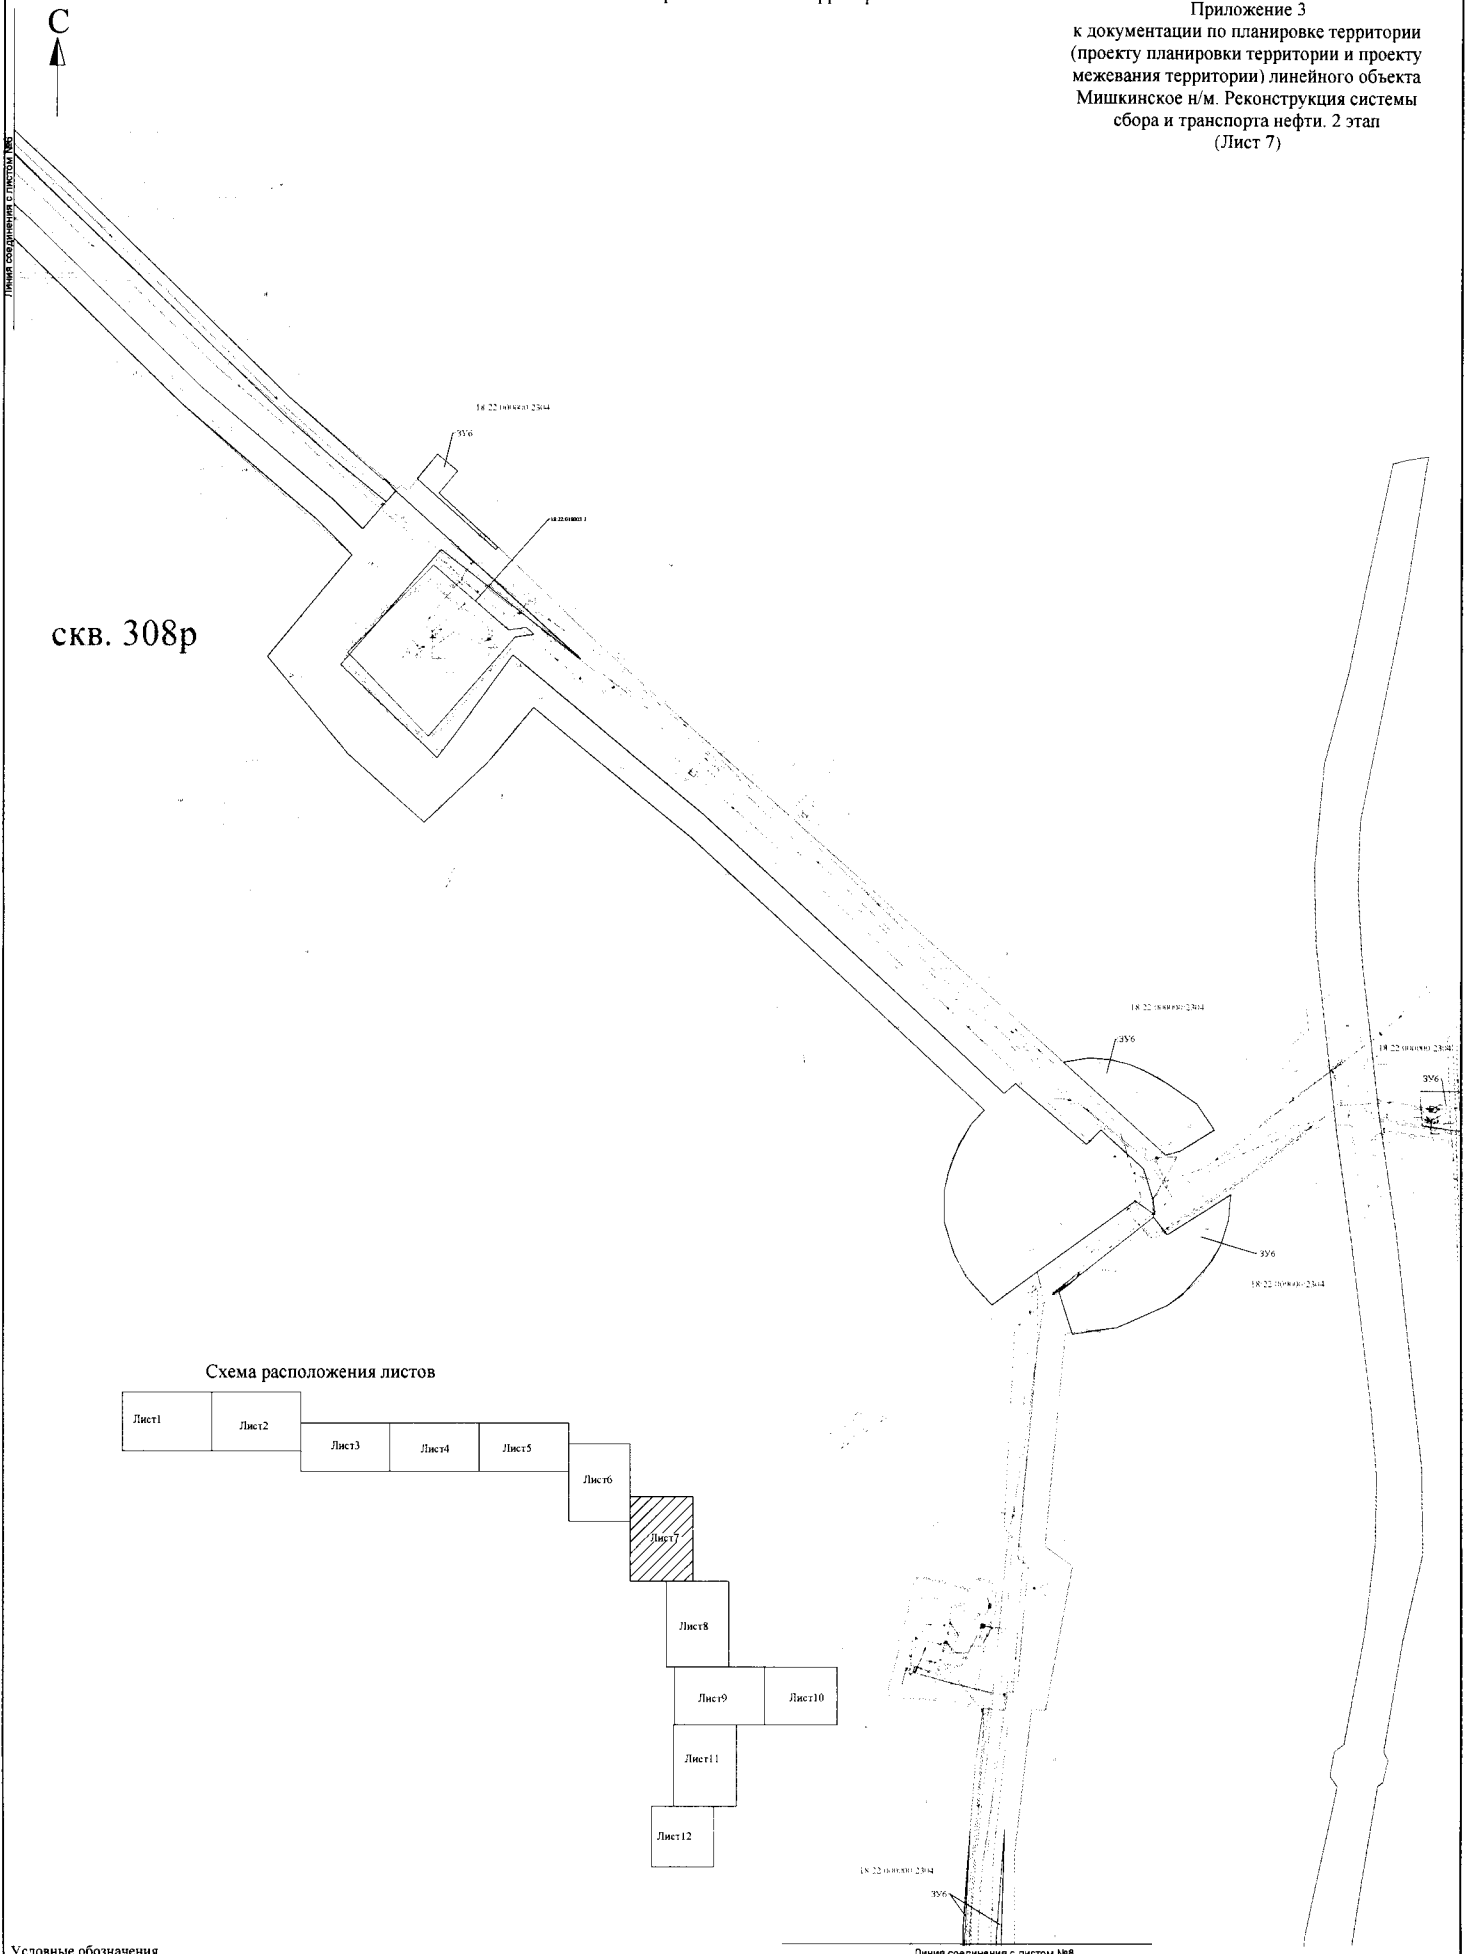 С
Приложение 3
к документации по планировке территории
(проекту планировки территории и проекту
межевания территории) линейного объекта
Мишкинское н/м. Реконструкция системы
сбора и транспорта нефти. 2 этап
(Лист 7)
Линия соединения с листом №6
ЗУ6
скв. 308р
ЗУ6
ЗУ6
ЗУ6
Схема расположения листов
Лист1
Лист2
Лист3
Лист4
Лист5
Лист6
Лист7
Лист8
Лист9
Лист10
Лист11
Лист12
ЗУ6
Условные обозначения
Линия соединения с листом №8